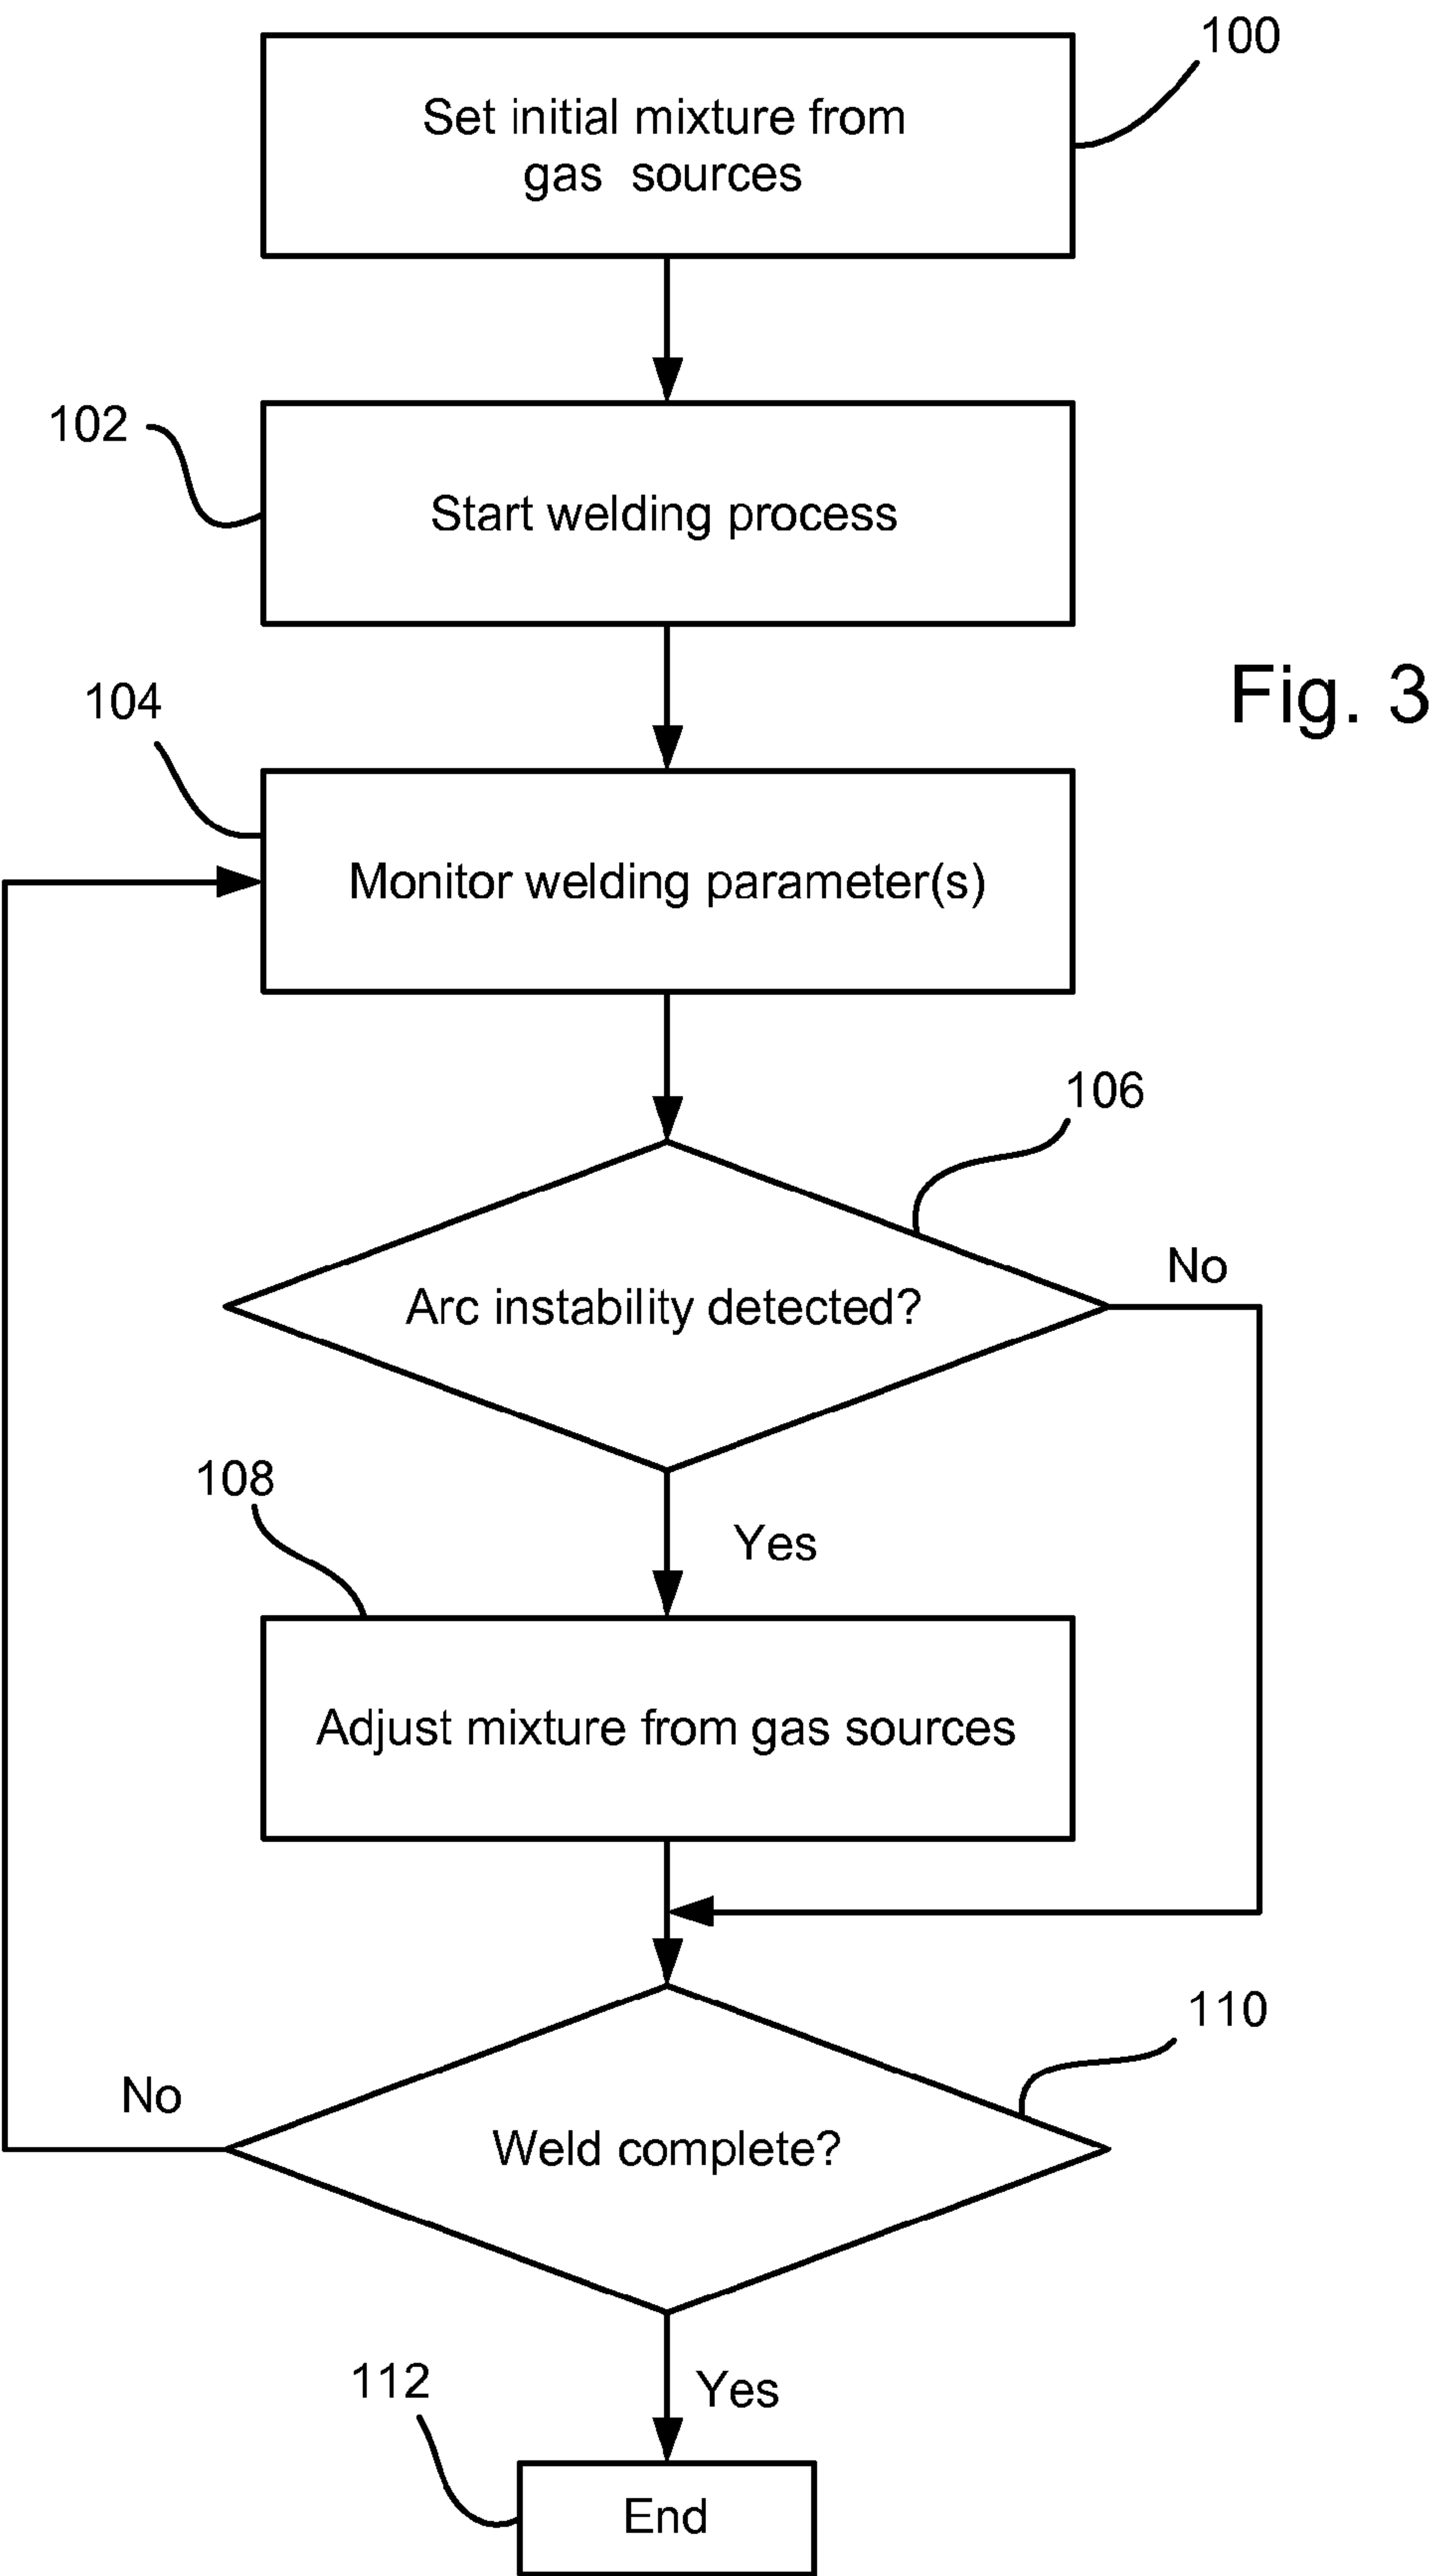 100
Set initial mixture from
gas sources
102
Start welding process
Fig. 3
104
Monitor welding parameter(s)
106
Arc instability detected?
No
108
Yes
Adjust mixture from gas sources
110
No
Weld complete?
112
Yes
End